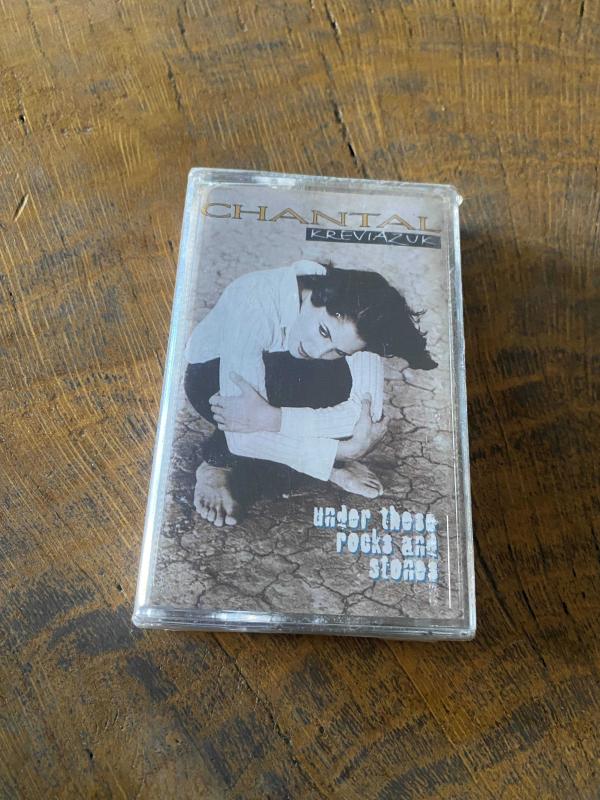 CHANTAL
KREVIAZUK
under these
rocks and
stones